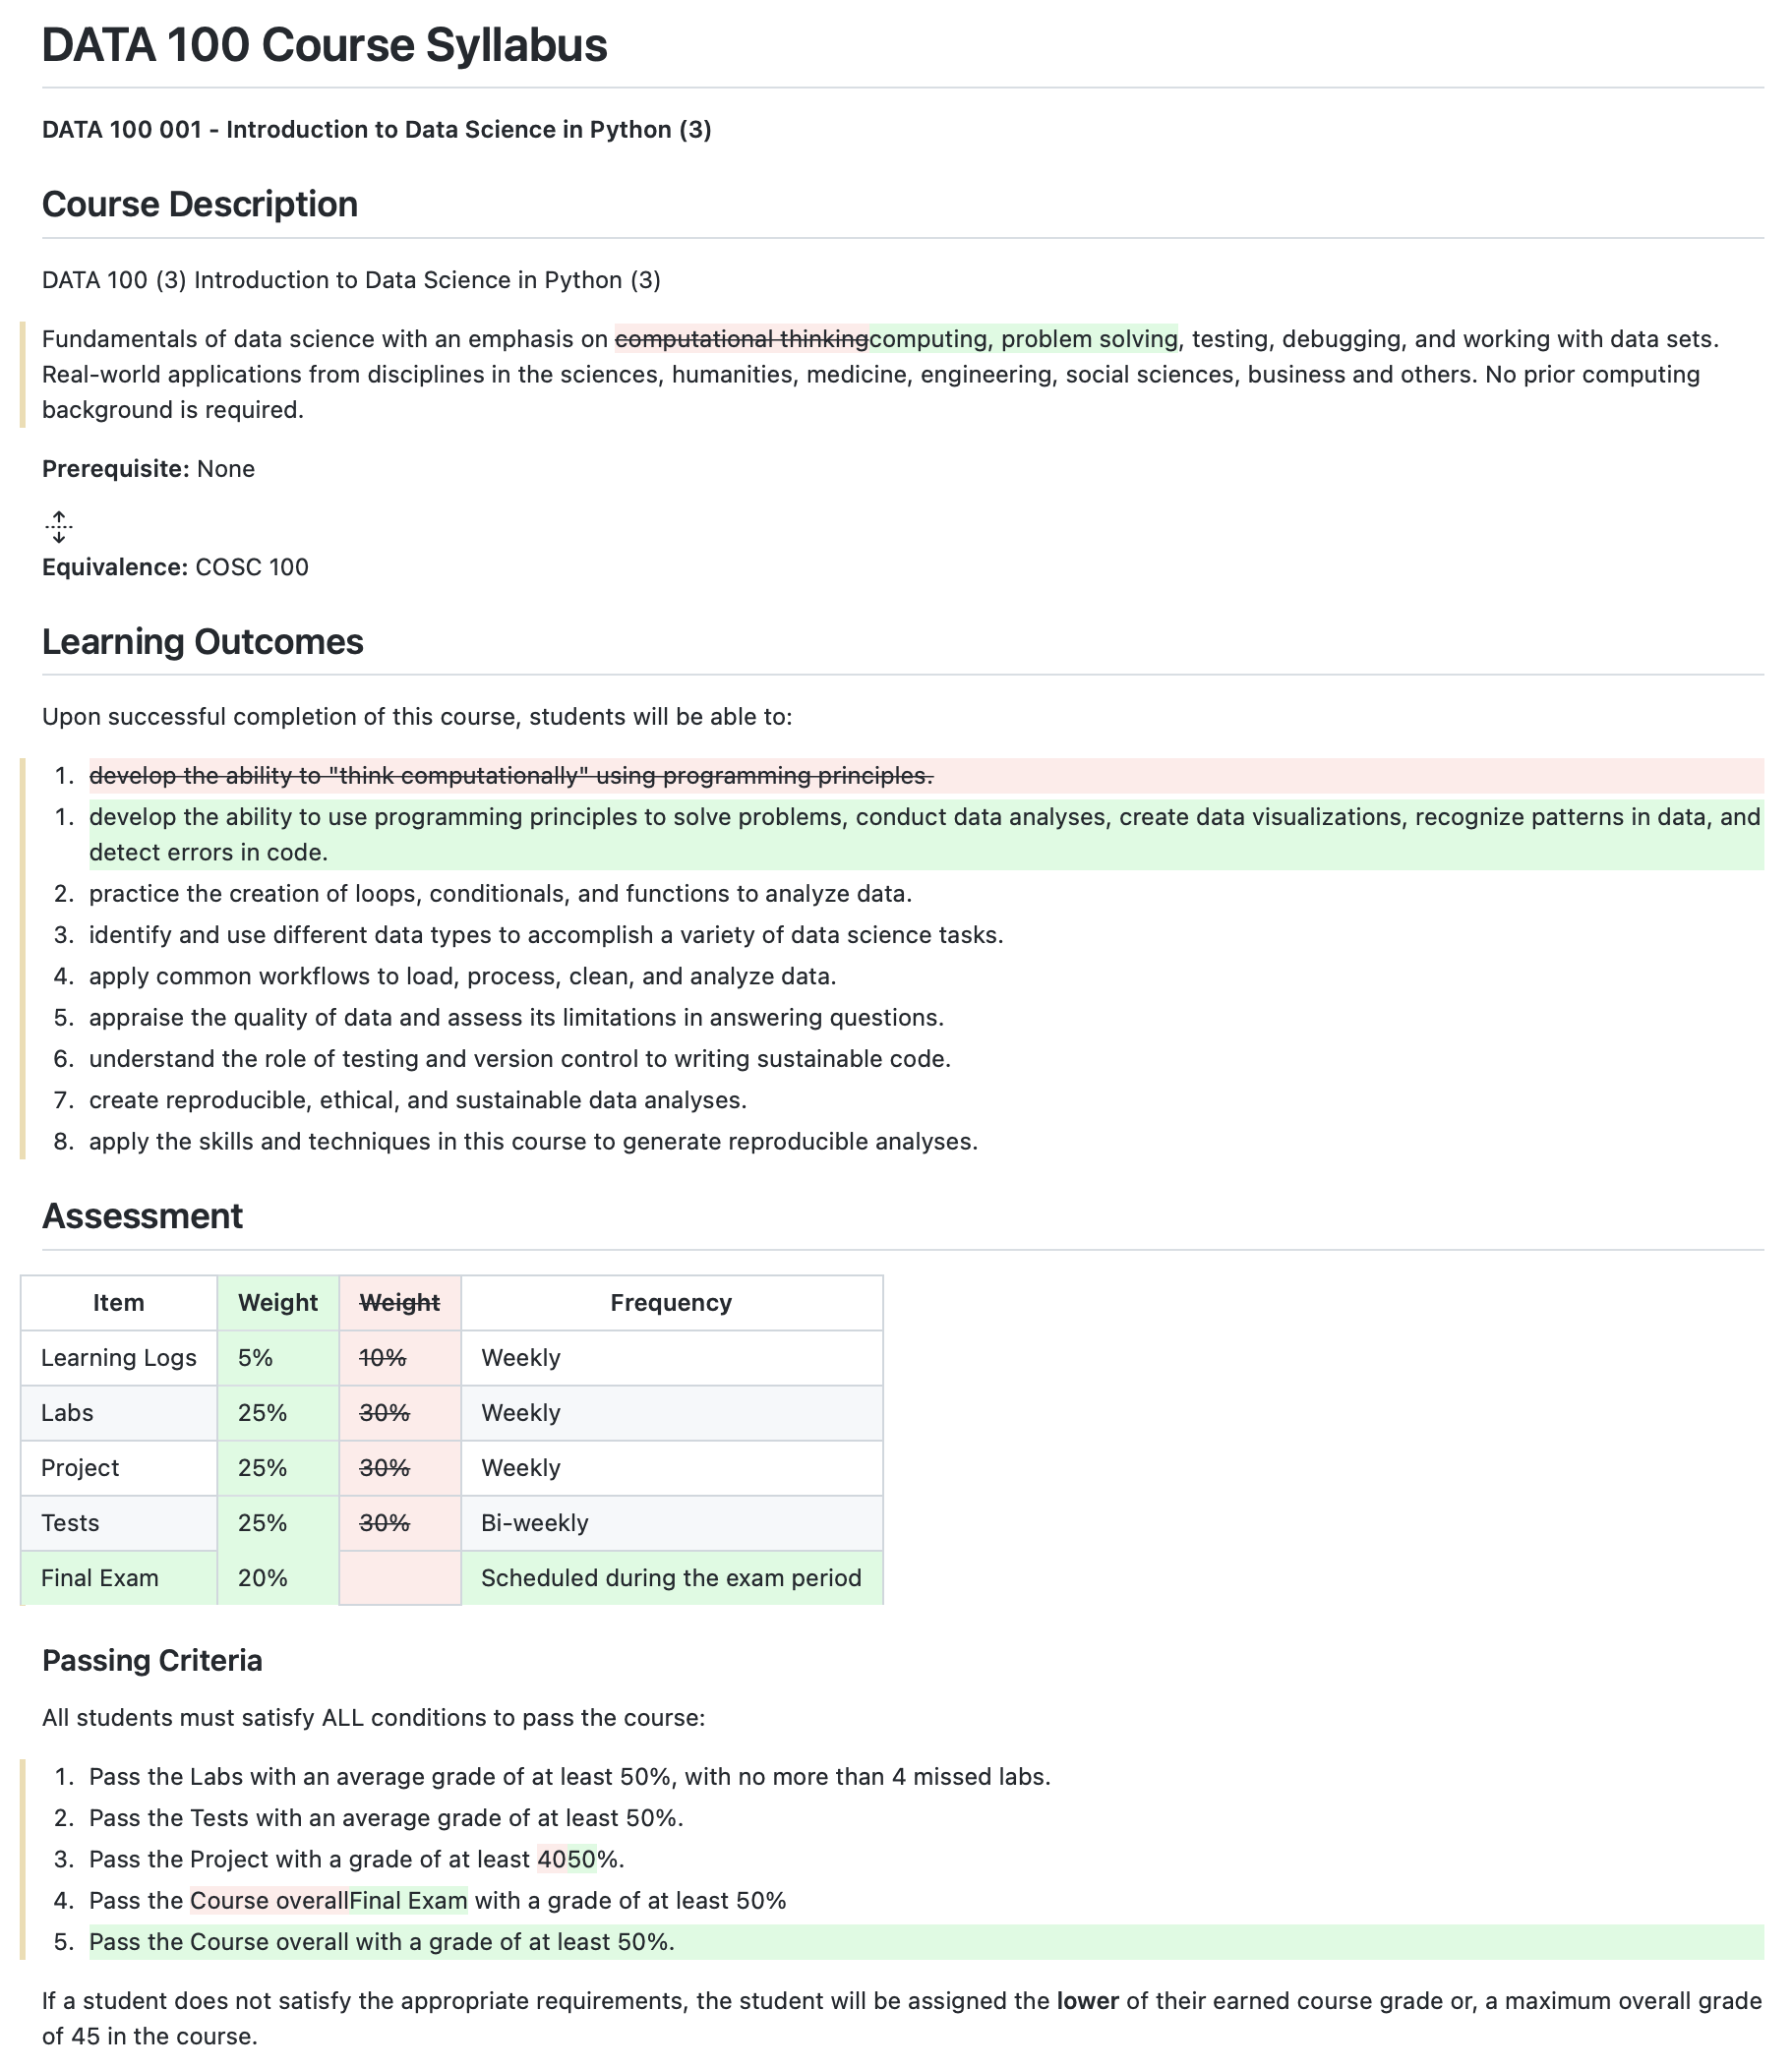 DATA 100 Course Syllabus
DATA 100 001 - Introduction to Data Science in Python (3)
Course Description
DATA 100 (3) Introduction to Data Science in Python (3)
Fundamentals of data science with an emphasis on computational thinkingcomputing, problem solving, testing, debugging, and working with data sets.
Real-world applications from disciplines in the sciences, humanities, medicine, engineering, social sciences, business and others. No prior computing
background is required.
Prerequisite: None
Equivalence: COSC 100
Learning Outcomes
Upon successful completion of this course, students will be able to:
1. develop the ability to "think computationally" using programming principles.
1. develop the ability to use programming principles to solve problems, conduct data analyses, create data visualizations, recognize patterns in data, and
detect errors in code.
2. practice the creation of loops, conditionals, and functions to analyze data.
3. identify and use different data types to accomplish a variety of data science tasks.
4. apply common workflows to load, process, clean, and analyze data.
5. appraise the quality of data and assess its limitations in answering questions.
6. understand the role of testing and version control to writing sustainable code.
7. create reproducible, ethical, and sustainable data analyses.
8. apply the skills and techniques in this course to generate reproducible analyses.
Assessment
Item Weight Weight Frequency
Learning Logs 5% 10% Weekly
Labs 25% 30% Weekly
Project 25% 30% Weekly
Tests 25% 30% Bi-weekly
Final Exam 20% Scheduled during the exam period
Passing Criteria
All students must satisfy ALL conditions to pass the course:
1. Pass the Labs with an average grade of at least 50%, with no more than 4 missed labs.
2. Pass the Tests with an average grade of at least 50%.
3. Pass the Project with a grade of at least 4050%.
4. Pass the Course overallFinal Exam with a grade of at least 50%
5. Pass the Course overall with a grade of at least 50%.
If a student does not satisfy the appropriate requirements, the student will be assigned the lower of their earned course grade or, a maximum overall grade
of 45 in the course.